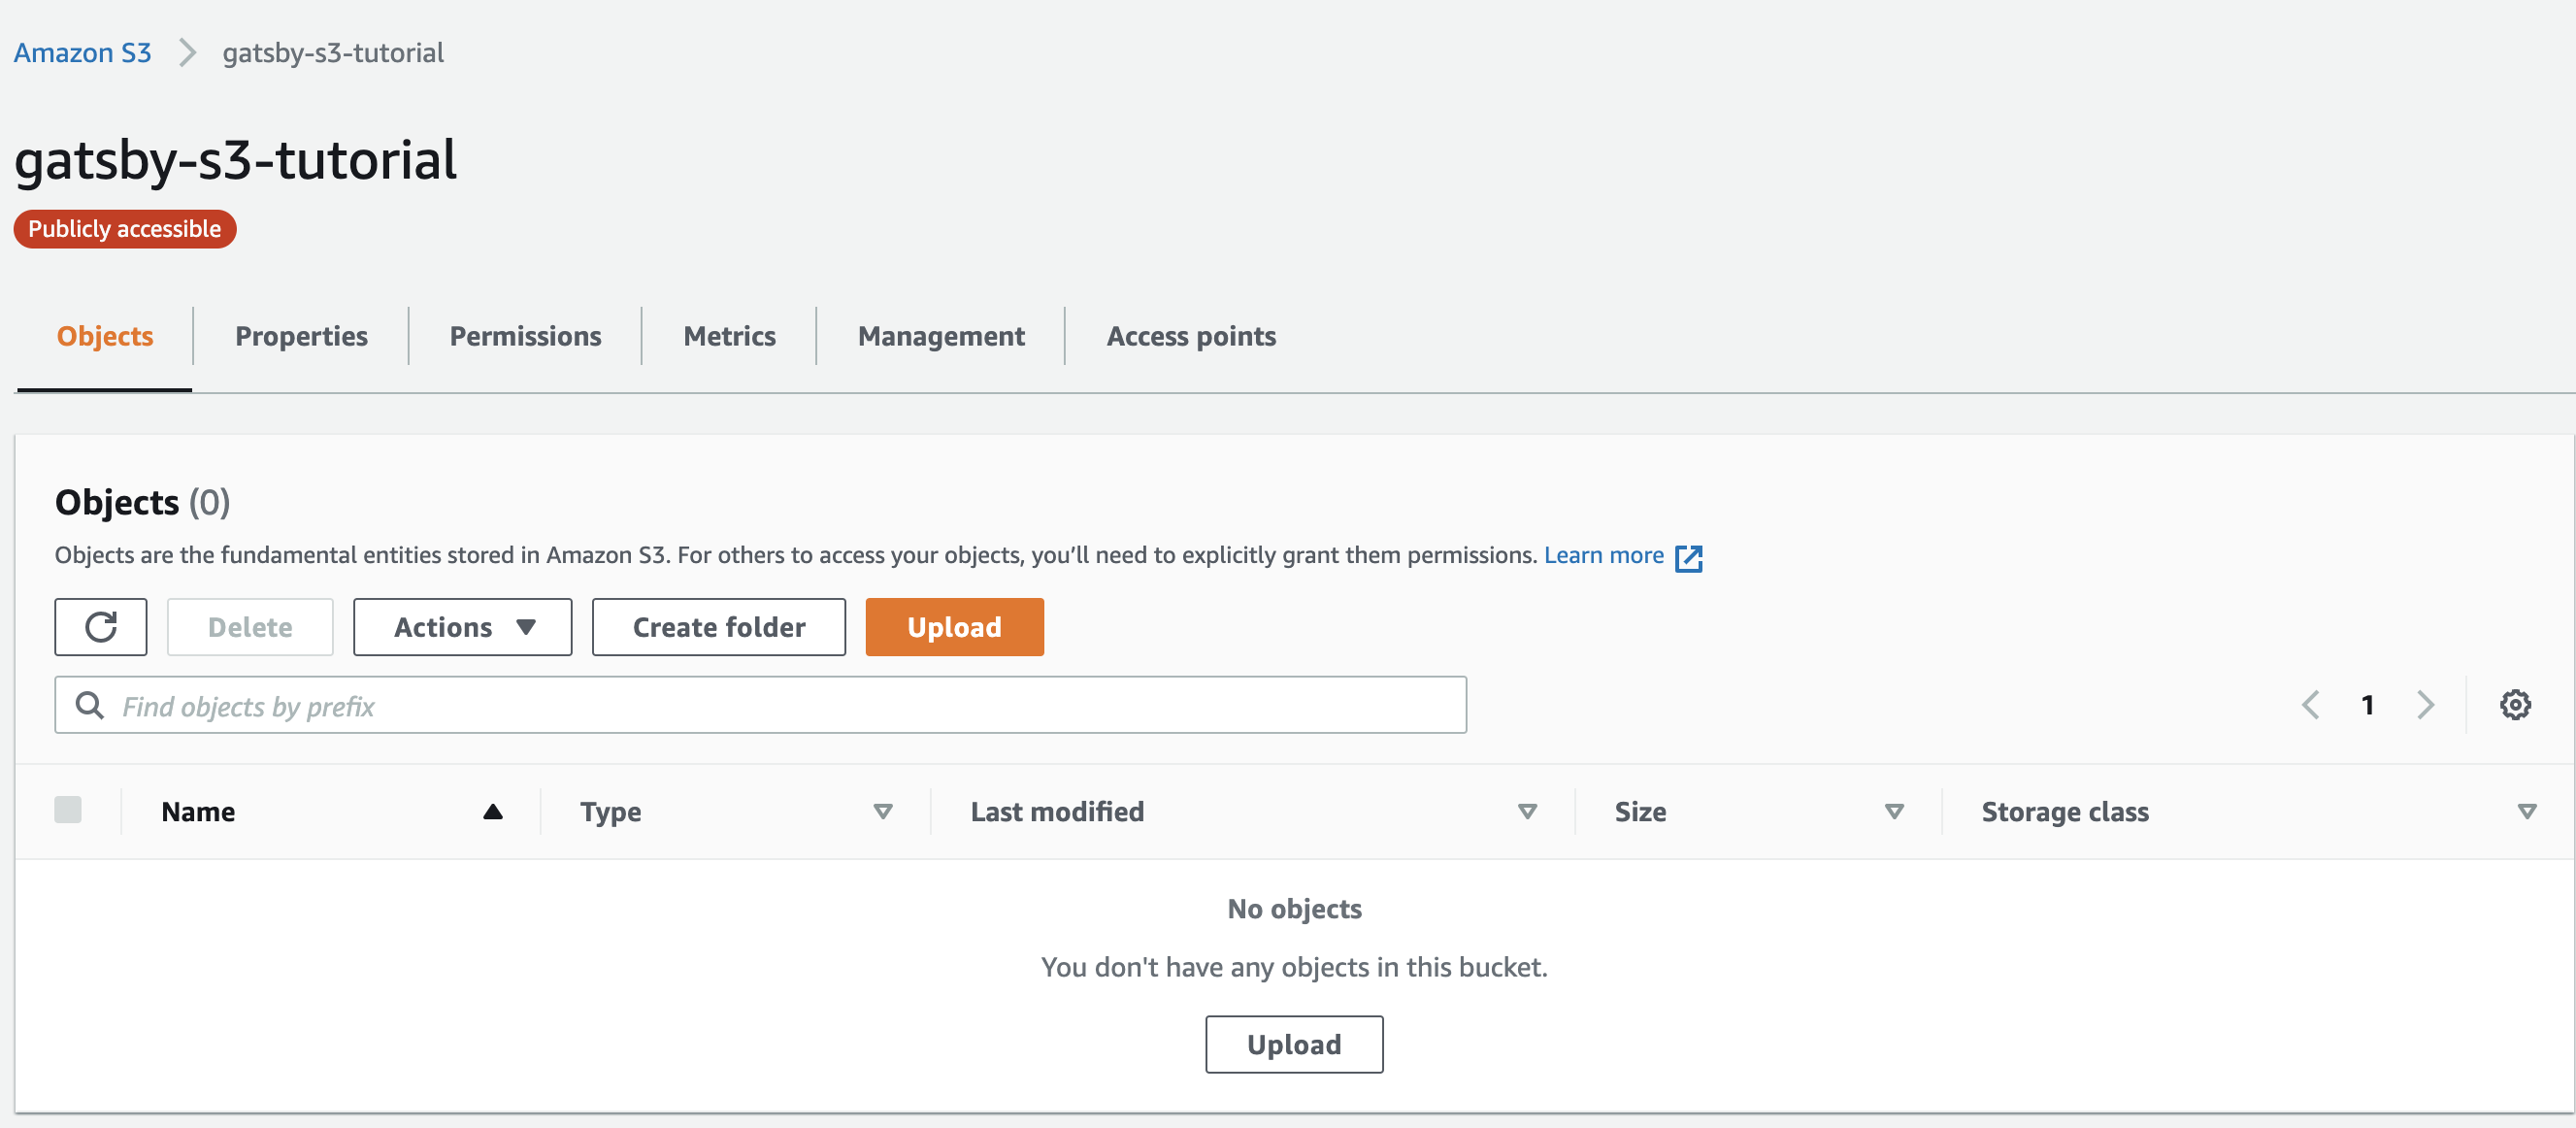 Amazon S3 gatsby-s3-tutorial
gatsby-s3-tutorial
Publicly accessible
Objects Properties Permissions Metrics Management Access points
Objects (0)
Objects are the fundamental entities stored in Amazon S3. For others to access your objects, you’ll need to explicitly grant them permissions. Learn more
Delete Actions Create folder Upload
Find objects by prefix 1
Name Type Last modified Size Storage class
No objects
You don't have any objects in this bucket.
Upload